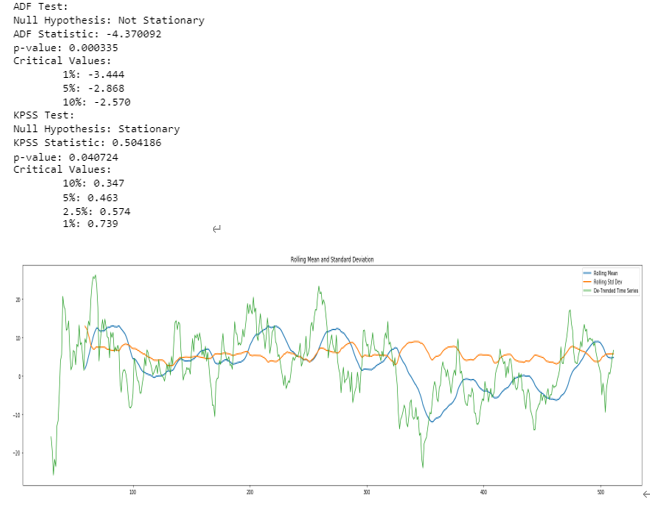 ADF Test:
Null Hypothesis: Not Stationary
ADF Statistic: -4.370092
p-value: 0.000335
Critical Values:
1%: -3.444
5%: -2.868
10%: -2.570
KPSS Test:
Null Hypothesis: Stationary
KPSS Statistic: 0.504186
p-value: 0.040724
Critical Values:
10%: 0.347
5%: 0.463
2.5%: 0.574
1%: 0.739
Rolling Mean and Standard Deviation
Rolling Mean
Rolling Std Dev
De-Trended Time Series
20
10
0
-10
-20
100 200 300 400 500